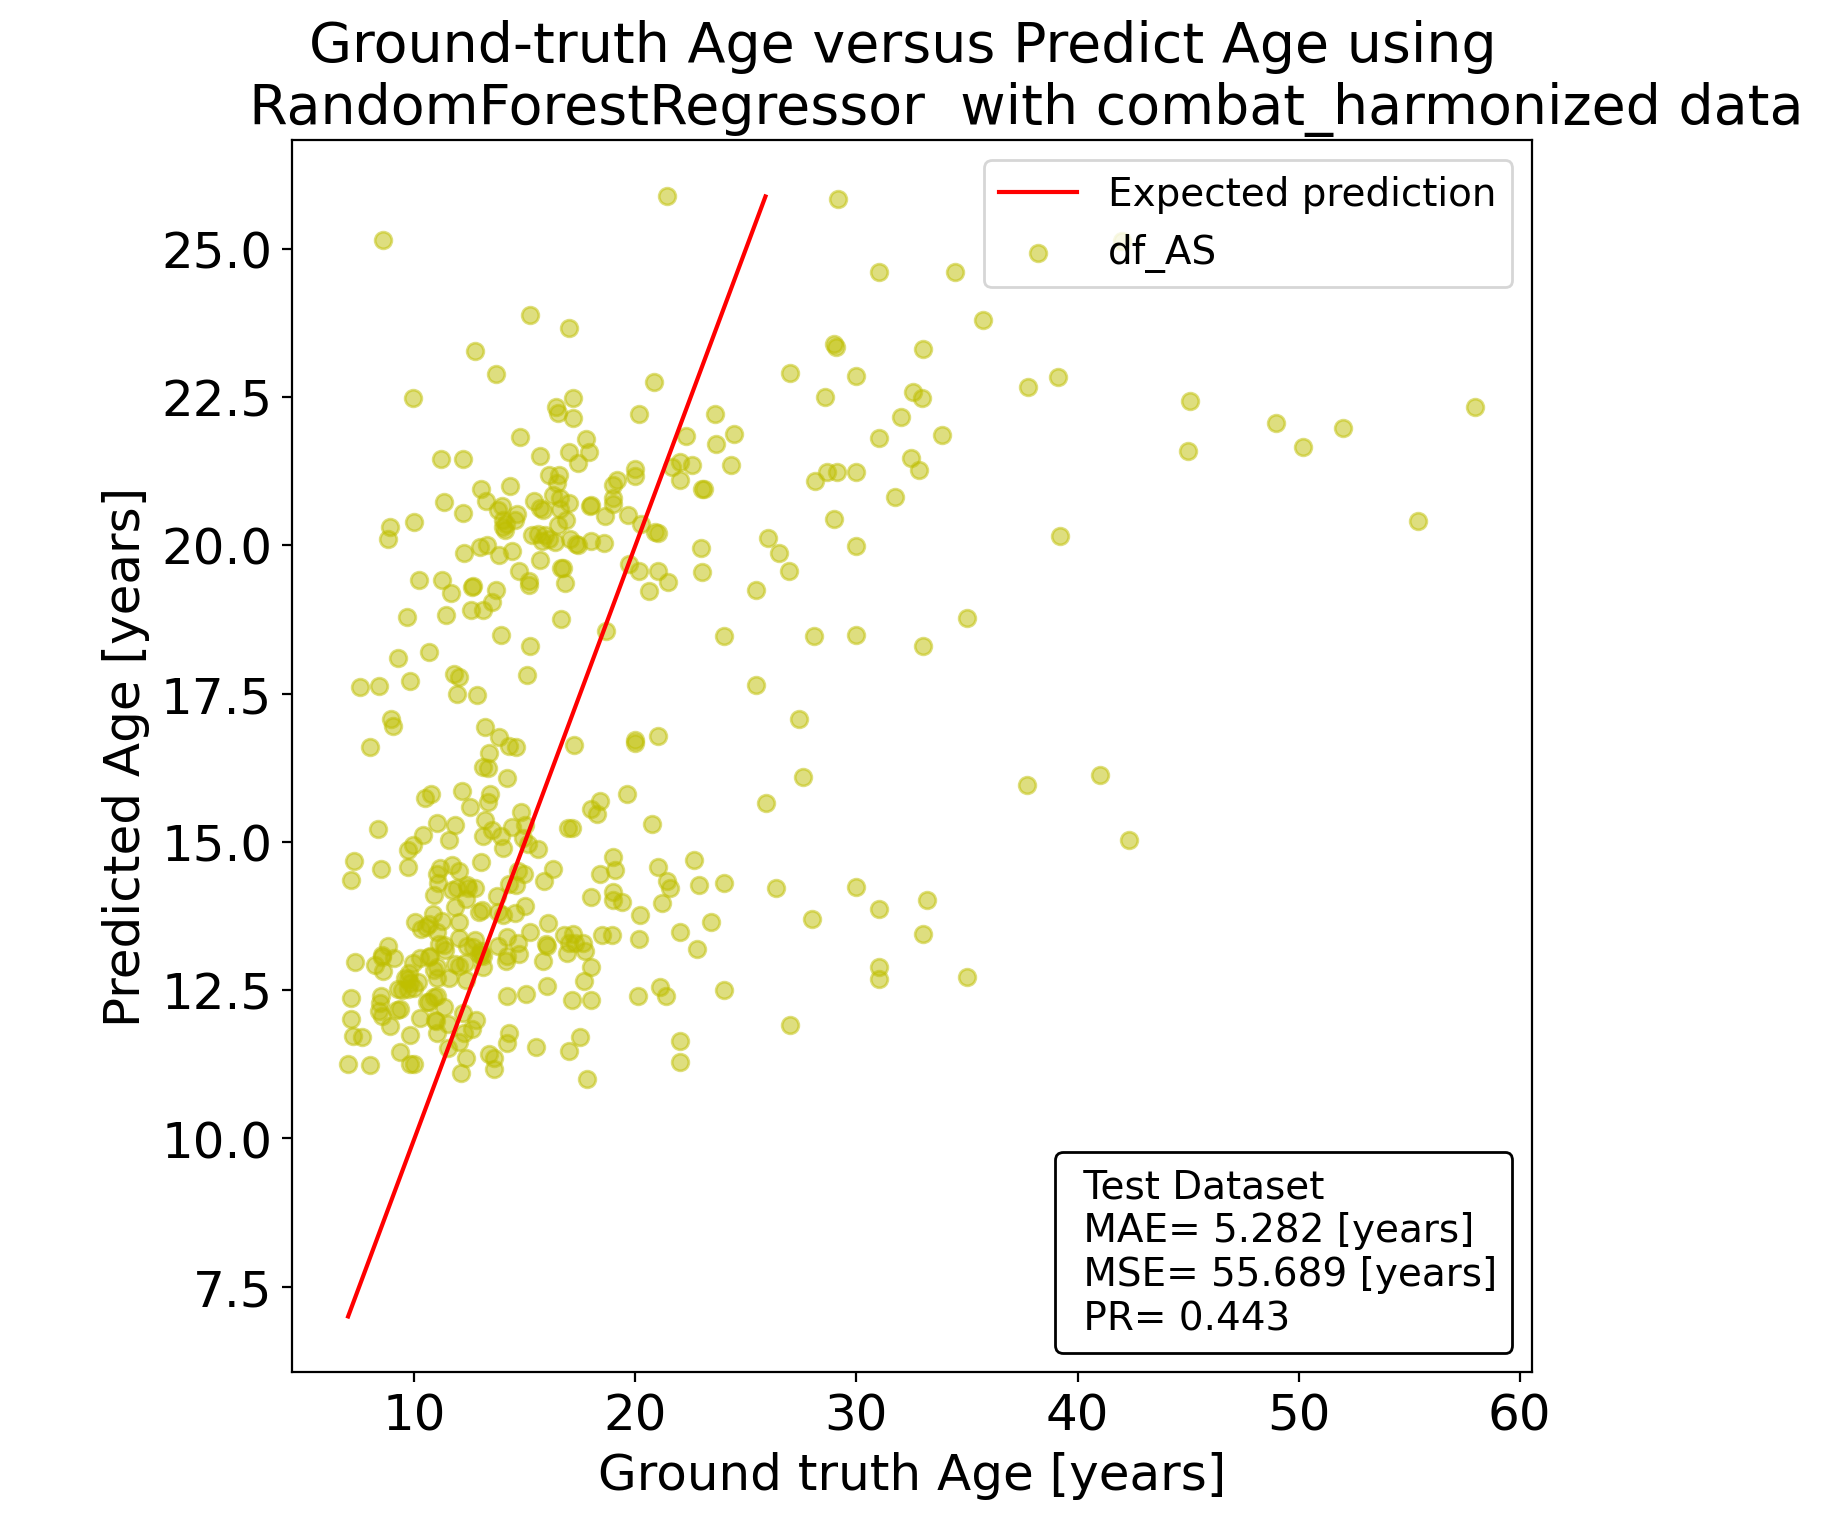 Ground-truth Age versus Predict Age using
RandomForestRegressor  with combat_harmonized data
Expected prediction
df_AS
25.0
22.5
20.0
17.5
15.0
12.5
10.0
7.5
Predicted Age [years]
Test Dataset
MAE= 5.282 [years]
MSE= 55.689 [years]
PR= 0.443
10 20 30 40 50 60
Ground truth Age [years]